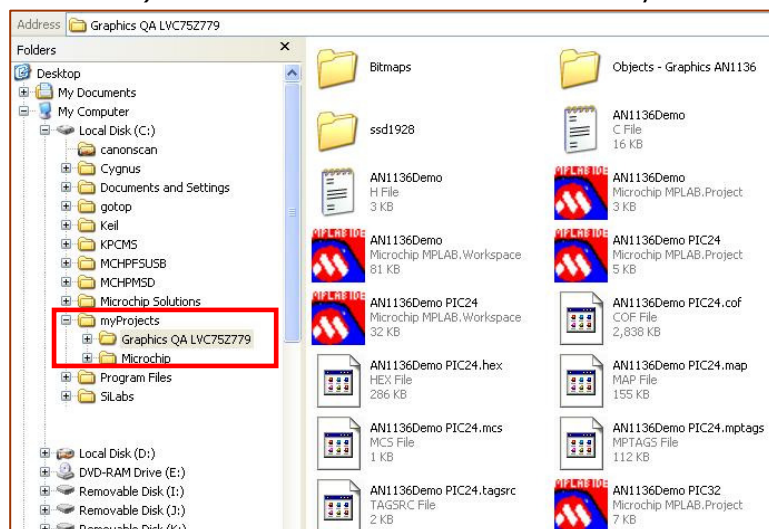 Address Graphics QA LVC75Z779
Folders x
Desktop
My Documents
My Computer
Local Disk (C:)
canonscan
Cygnus
Documents and Settings
gotop
Keil
KPCMS
MCHPFSUSB
MCHPMSD
Microchip Solutions
myProjects
Graphics QA LVC75Z779
Microchip
Program Files
SiLabs
Local Disk (D:)
DVD-RAM Drive (E:)
Removable Disk (I:)
Removable Disk (J:)
Removable Disk (K:)
Bitmaps
Objects - Graphics AN1136
ssd1928
AN1136Demo
C File
16 KB
AN1136Demo
H File
3 KB
AN1136Demo
Microchip MPLAB.Project
3 KB
AN1136Demo
Microchip MPLAB.Workspace
81 KB
AN1136Demo PIC24
Microchip MPLAB.Project
5 KB
AN1136Demo PIC24
Microchip MPLAB.Workspace
32 KB
AN1136Demo PIC24.cof
COF File
2,838 KB
AN1136Demo PIC24.hex
HEX File
286 KB
AN1136Demo PIC24.map
MAP File
155 KB
AN1136Demo PIC24.mcs
MCS File
1 KB
AN1136Demo PIC24.mptags
MPTAGS File
112 KB
AN1136Demo PIC24.tagsrc
TAGSRC File
2 KB
AN1136Demo PIC32
Microchip MPLAB.Project
7 KB